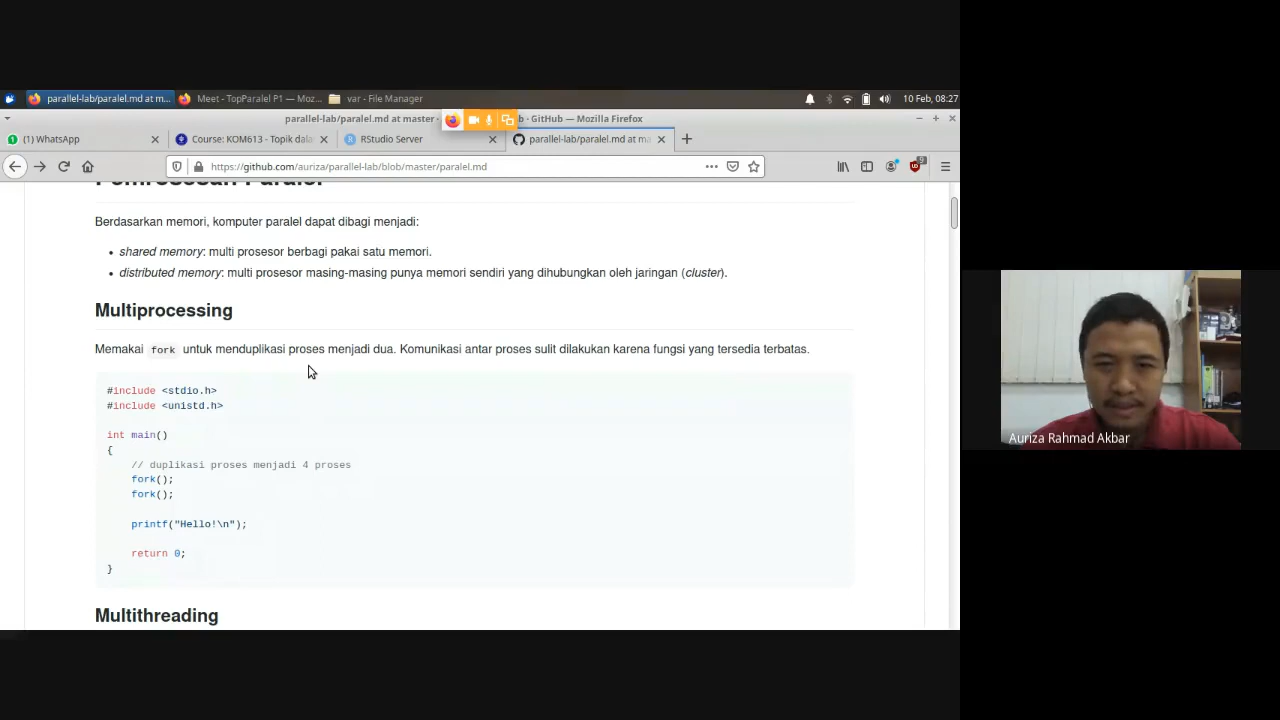 parallel-lab/paralel.md at m...
Meet - TopParalel P1 — Moz...
var - File Manager
10 Feb, 08:27
parallel-lab/paralel.md at master ·
b · GitHub — Mozilla Firefox
(1) WhatsApp
Course: KOM613 - Topik dala
RStudio Server
parallel-lab/paralel.md at ma
https://github.com/auriza/parallel-lab/blob/master/paralel.md
Pemrosesan Paralel
Berdasarkan memori, komputer paralel dapat dibagi menjadi:
• shared memory: multi prosesor berbagi pakai satu memori.
• distributed memory: multi prosesor masing-masing punya memori sendiri yang dihubungkan oleh jaringan (cluster).
Multiprocessing
Memakai fork untuk menduplikasi proses menjadi dua. Komunikasi antar proses sulit dilakukan karena fungsi yang tersedia terbatas.
#include <stdio.h>
#include <unistd.h>
int main()
{
// duplikasi proses menjadi 4 proses
fork();
fork();
printf("Hello!\n");
return 0;
}
Multithreading
Auriza Rahmad Akbar